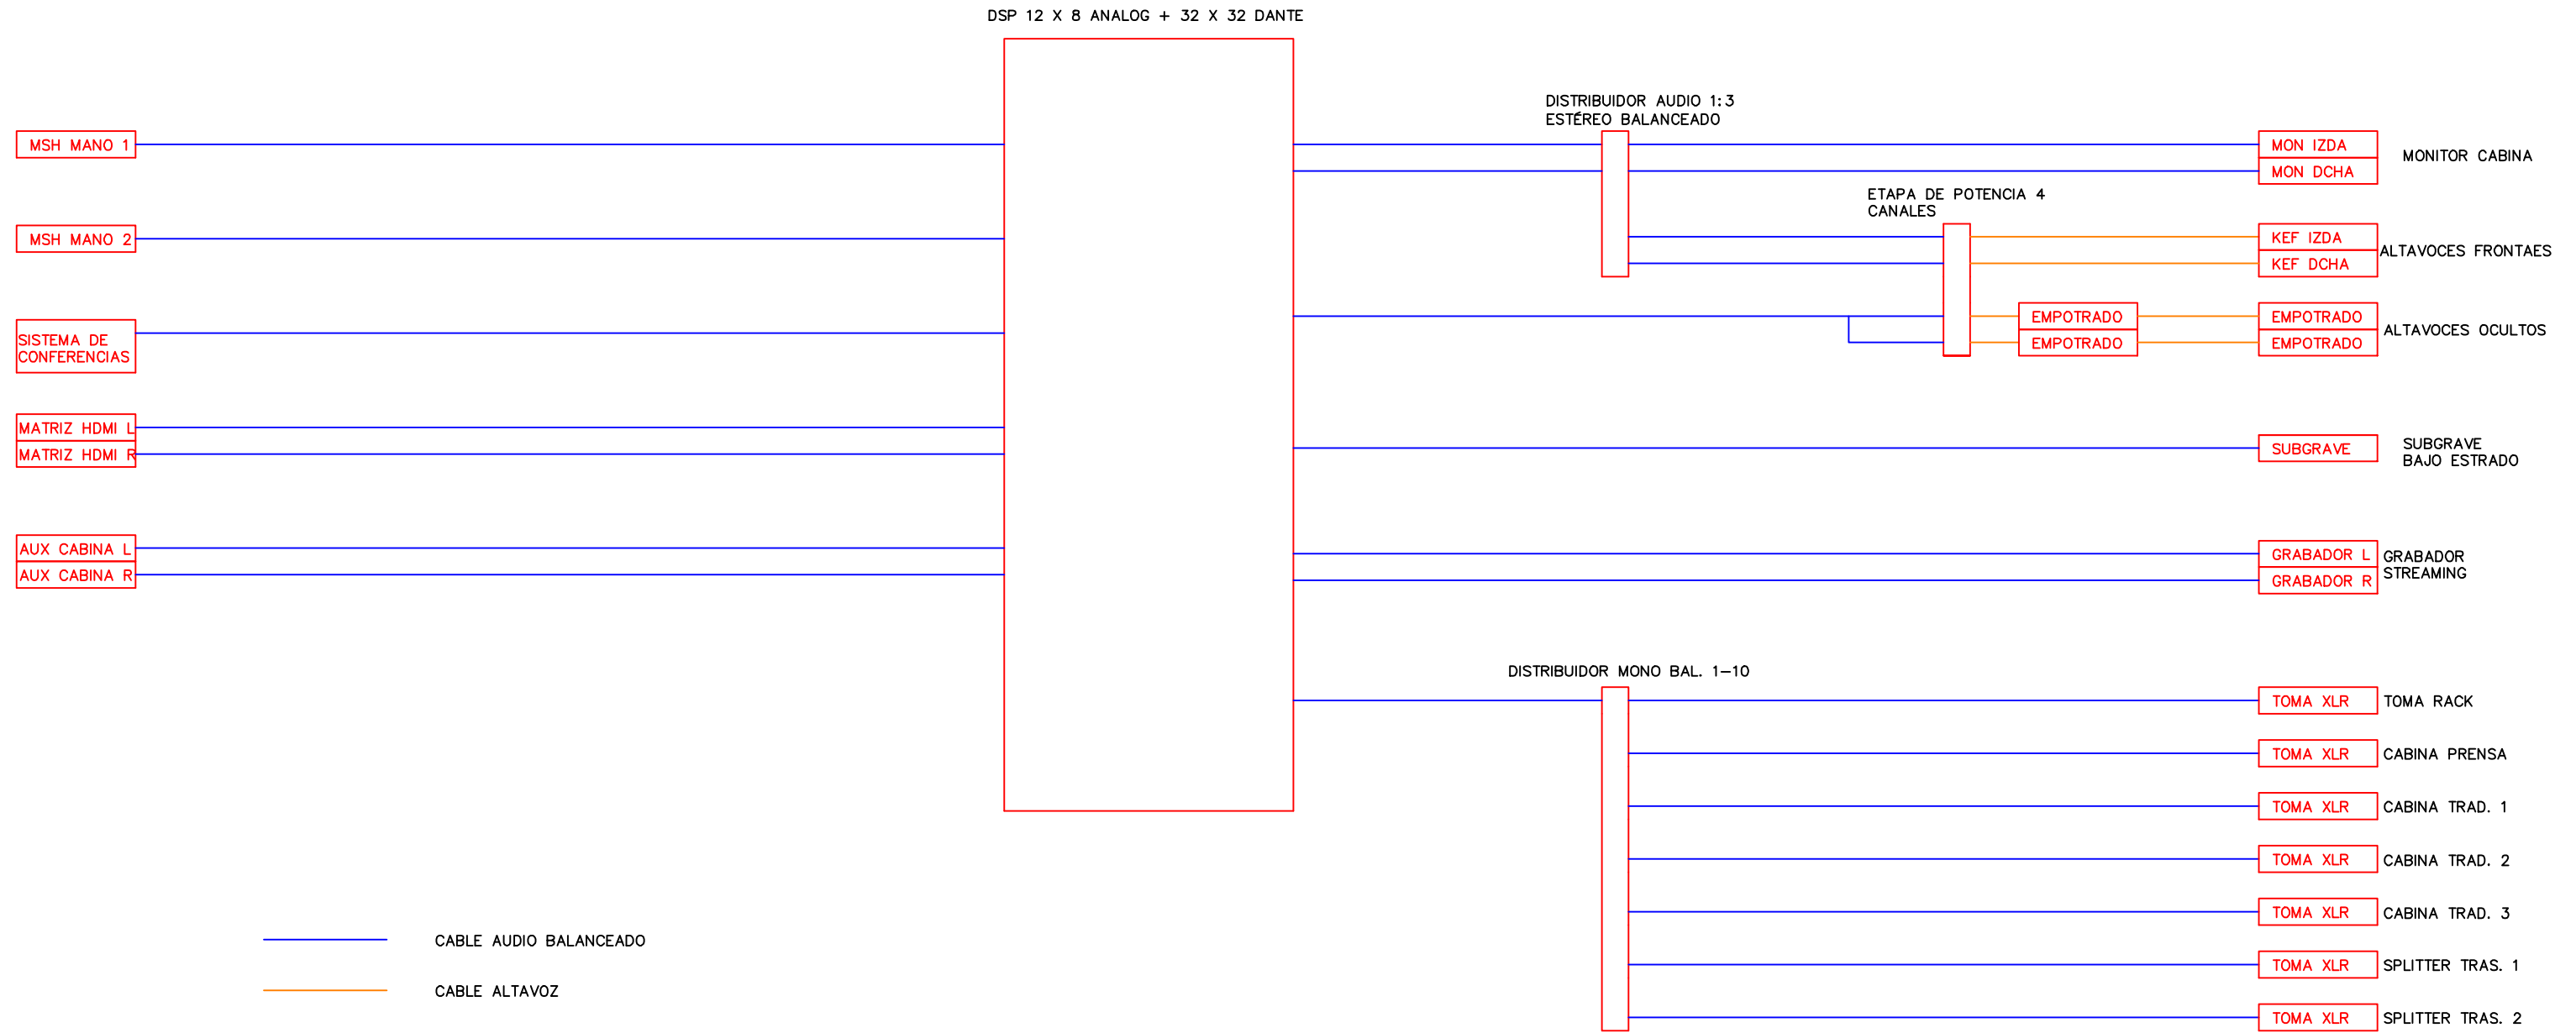 DSP 12 X 8 ANALOG + 32 X 32 DANTE
DISTRIBUIDOR AUDIO 1:3
ESTÉREO BALANCEADO
MSH MANO 1
MON IZDA
MON DCHA
MONITOR CABINA
ETAPA DE POTENCIA 4
CANALES
MSH MANO 2
KEF IZDA
KEF DCHA
ALTAVOCES FRONTAES
SISTEMA DE
CONFERENCIAS
EMPOTRADO
EMPOTRADO
EMPOTRADO
EMPOTRADO
ALTAVOCES OCULTOS
MATRIZ HDMI L
MATRIZ HDMI R
SUBGRAVE
SUBGRAVE
BAJO ESTRADO
AUX CABINA L
AUX CABINA R
GRABADOR L
GRABADOR R
GRABADOR
STREAMING
DISTRIBUIDOR MONO BAL. 1-10
TOMA XLR
TOMA RACK
TOMA XLR
CABINA PRENSA
TOMA XLR
CABINA TRAD. 1
TOMA XLR
CABINA TRAD. 2
TOMA XLR
CABINA TRAD. 3
TOMA XLR
SPLITTER TRAS. 1
TOMA XLR
SPLITTER TRAS. 2
CABLE AUDIO BALANCEADO
CABLE ALTAVOZ